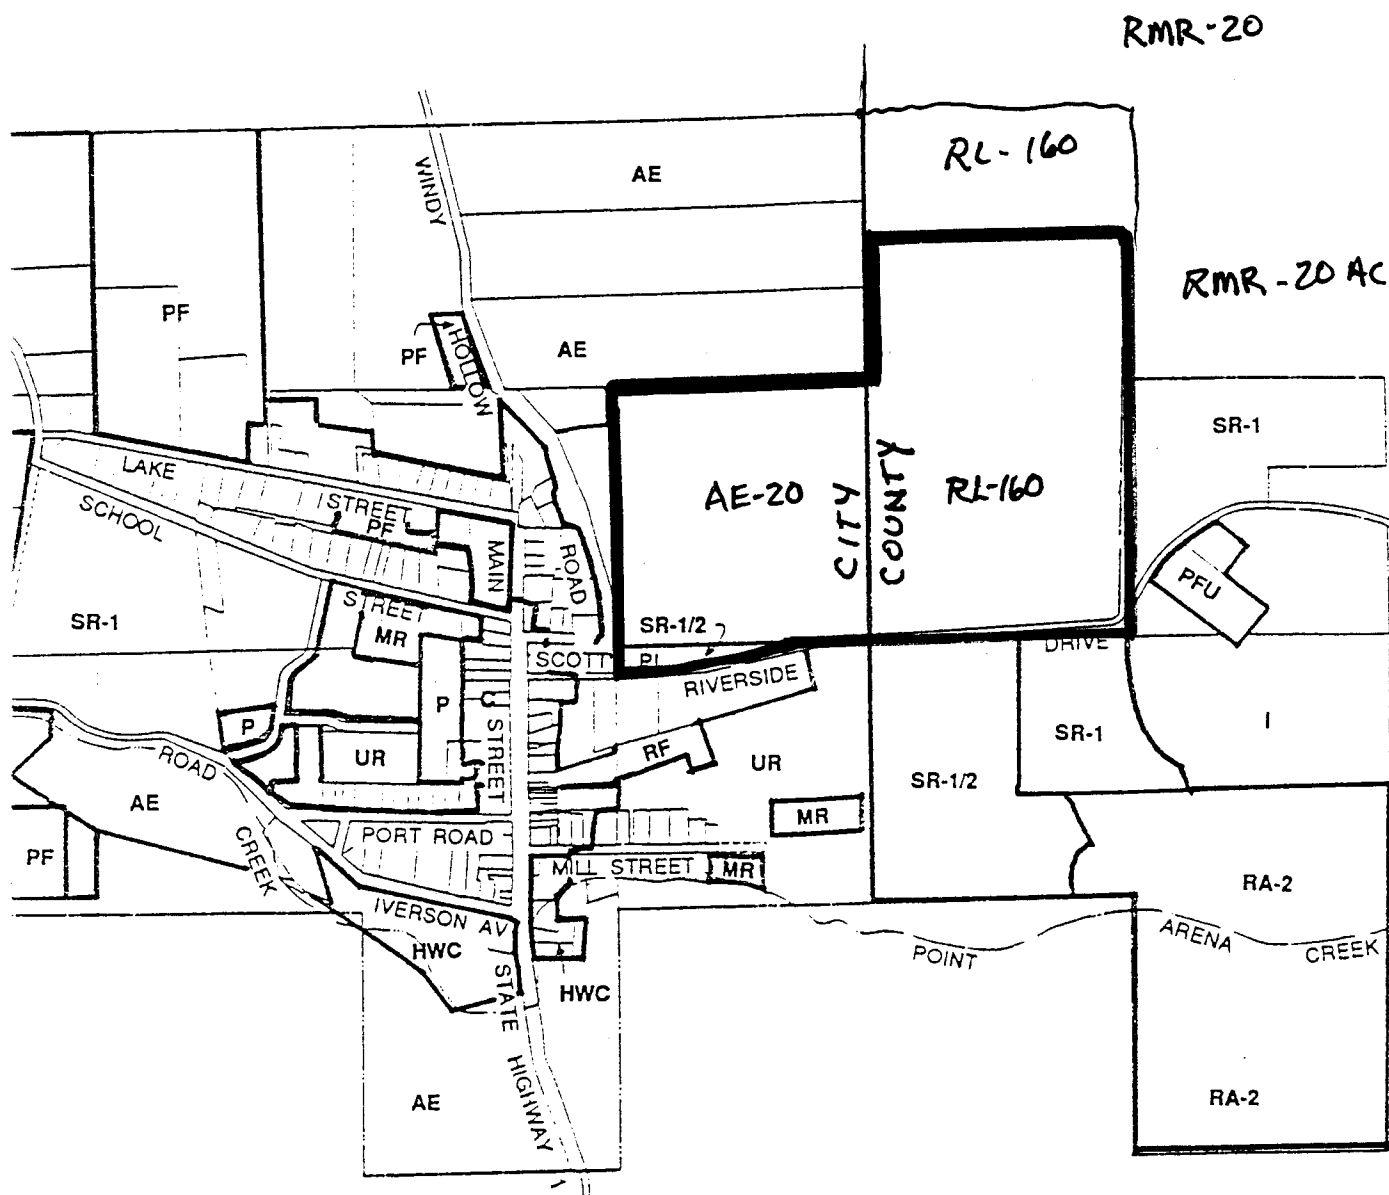 RMR-20
RL-160
AE
WINDY
RMR-20 AC
PF
HOLLOW
PF
AE
SR-1
LAKE
STREET
PF
SCHOOL
MAIN
ROAD
AE-20
CITY
COUNTY
RL-160
PFU
STREET
MR
SR-1
SR-1/2
SCOTT PL
DRIVE
RIVERSIDE
P
P
C
STREET
UR
RF
UR
SR-1/2
SR-1
I
ROAD
AE
MR
PORT ROAD
CREEK
PF
MILL STREET
MR
RA-2
IVERSON AV
HWC
STATE
HWC
POINT
ARENA
CREEK
AE
HIGHWAY
1
RA-2